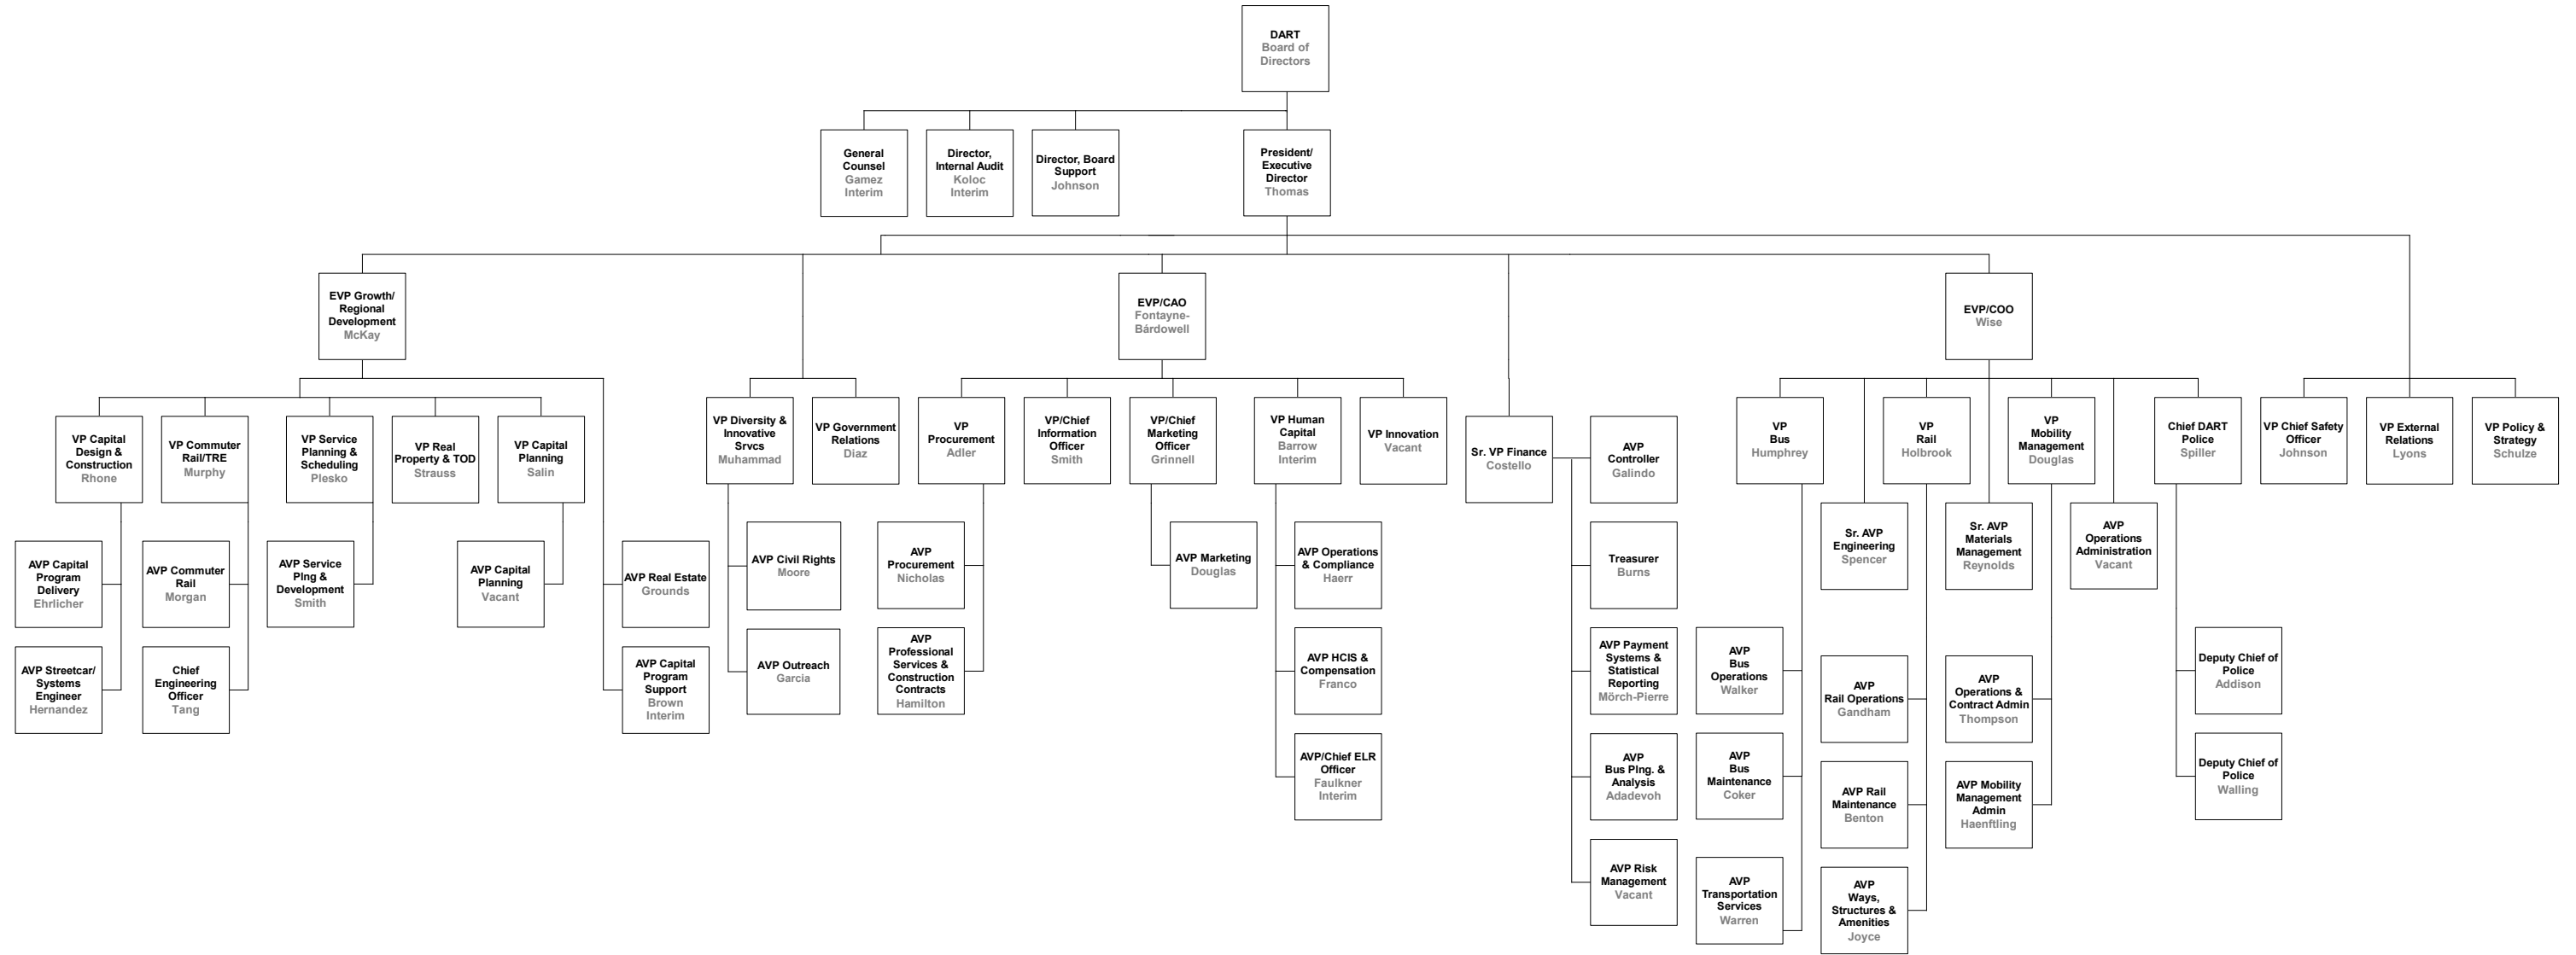 DART
Board of
Directors
General
Counsel
Gamez
Interim
Director,
Internal Audit
Koloc
Interim
Director, Board
Support
Johnson
President/
Executive
Director
Thomas
EVP Growth/
Regional
Development
McKay
EVP/CAO
Fontayne-
Bárdowell
EVP/COO
Wise
VP Capital
Design &
Construction
Rhone
VP Commuter
Rail/TRE
Murphy
VP Service
Planning &
Scheduling
Plesko
VP Real
Property & TOD
Strauss
VP Capital
Planning
Salin
VP Diversity &
Innovative
Srvcs
Muhammad
VP Government
Relations
Diaz
VP
Procurement
Adler
VP/Chief
Information
Officer
Smith
VP/Chief
Marketing
Officer
Grinnell
VP Human
Capital
Barrow
Interim
VP Innovation
Vacant
Sr. VP Finance
Costello
AVP
Controller
Galindo
VP
Bus
Humphrey
VP
Rail
Holbrook
VP
Mobility
Management
Douglas
Chief DART
Police
Spiller
VP Chief Safety
Officer
Johnson
VP External
Relations
Lyons
VP Policy &
Strategy
Schulze
AVP Capital
Program
Delivery
Ehrlicher
AVP Commuter
Rail
Morgan
AVP Service
Plng &
Development
Smith
AVP Capital
Planning
Vacant
AVP Real Estate
Grounds
AVP Civil Rights
Moore
AVP
Procurement
Nicholas
AVP Marketing
Douglas
AVP Operations
& Compliance
Haerr
Treasurer
Burns
Sr. AVP
Engineering
Spencer
Sr. AVP
Materials
Management
Reynolds
AVP
Operations
Administration
Vacant
AVP Streetcar/
Systems
Engineer
Hernandez
Chief
Engineering
Officer
Tang
AVP Capital
Program
Support
Brown
Interim
AVP Outreach
Garcia
AVP
Professional
Services &
Construction
Contracts
Hamilton
AVP HCIS &
Compensation
Franco
AVP Payment
Systems &
Statistical
Reporting
Mörch-Pierre
AVP
Bus
Operations
Walker
AVP
Rail Operations
Gandham
AVP
Operations &
Contract Admin
Thompson
Deputy Chief of
Police
Addison
AVP/Chief ELR
Officer
Faulkner
Interim
AVP
Bus Plng. &
Analysis
Adadevoh
AVP
Bus
Maintenance
Coker
AVP Rail
Maintenance
Benton
AVP Mobility
Management
Admin
Haenftling
Deputy Chief of
Police
Walling
AVP Risk
Management
Vacant
AVP
Transportation
Services
Warren
AVP
Ways,
Structures &
Amenities
Joyce